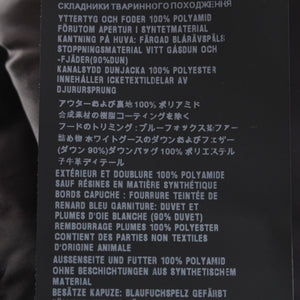 СКЛАДНИКИ ТВАРИННОГО ПОХОДЖЕННЯ
YTTERTYG OCH FODER 100% POLYAMID
FÖRUTOM APERTUR I SYNTETMATERIAL
KANTNING PÅ HUVA: FÄRGAD BLÅRÄVSPÄLS
STOPPNINGSMATERIAL VITT GÅSDUN OCH
-FJÄDER(90%DUN)
KANALSYDD DUNJACKA 100% POLYESTER
INNEHÅLLER ICKETEXTILDELAR AV
DJURURSPRUNG
アウターおよび裏地100% ポリアミド
合成素材の樹脂コーティングを除く
フードのトリミング:ブルーフォックス染ファー
詰め物 ホワイトグースのダウンおよびフェザー
(ダウン 90%)ダウンバッグ 100% ポリエステル
子牛革ディテール
EXTÉRIEUR ET DOUBLURE 100% POLYAMIDE
SAUF RÉSINES EN MATIÈRE SYNTHÉTIQUE
BORDS CAPUCHE : FOURRURE TEINTÉE DE
RENARD BLEU GARNITURE: DUVET ET
PLUMES D'OIE BLANCHE (90% DUVET)
REMBOURRAGE PLUMES 100% POLYESTER
CONTIENT DES PARTIES NON TEXTILES
D'ORIGINE ANIMALE
AUSSENSEITE UND FUTTER 100% POLYAMID
OHNE BESCHICHTUNGEN AUS SYNTHETISCHEM
MATERIAL
BESÄTZE KAPUZE: BLAUFUCHSPELZ GEFÄRBT